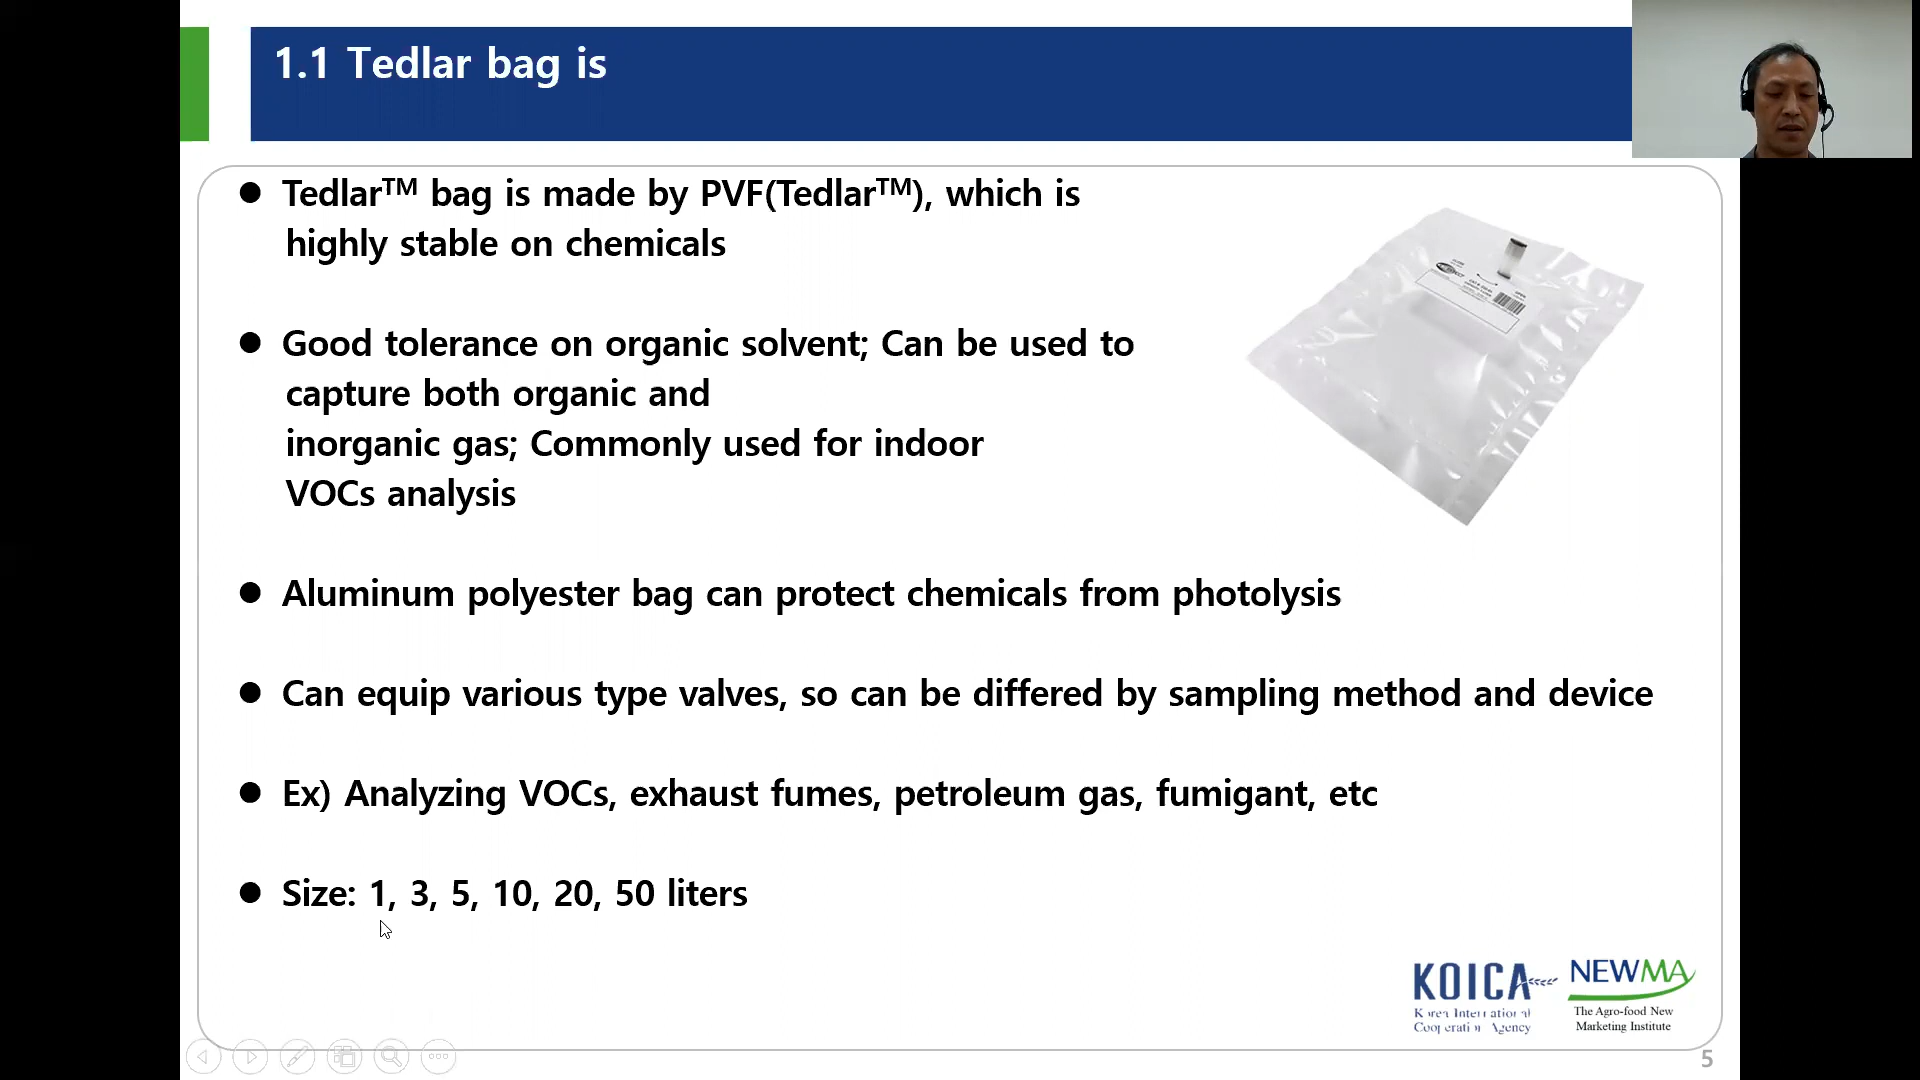 1.1 Tedlar bag is
● Tedlar™ bag is made by PVF(Tedlar™), which is
highly stable on chemicals
● Good tolerance on organic solvent; Can be used to
capture both organic and
inorganic gas; Commonly used for indoor
VOCs analysis
● Aluminum polyester bag can protect chemicals from photolysis
● Can equip various type valves, so can be differed by sampling method and device
● Ex) Analyzing VOCs, exhaust fumes, petroleum gas, fumigant, etc
● Size: 1, 3, 5, 10, 20, 50 liters
KOICA
Korea International
Cooperation Agency
NEWMA
The Agro-food New
Marketing Institute
5